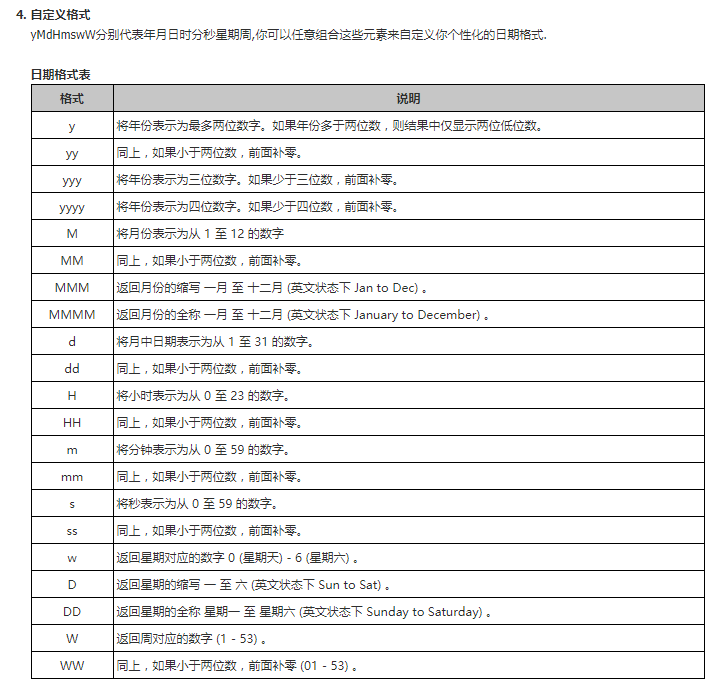 4. 自定义格式
yMdHmswW分别代表年月日时分秒星期周,你可以任意组合这些元素来自定义你个性化的日期格式.
日期格式表
格式 说明
y 将年份表示为最多两位数字。如果年份多于两位数，则结果中仅显示两位低位数。
yy 同上，如果小于两位数，前面补零。
yyy 将年份表示为三位数字。如果少于三位数，前面补零。
yyyy 将年份表示为四位数字。如果少于四位数，前面补零。
M 将月份表示为从 1 至 12 的数字
MM 同上，如果小于两位数，前面补零。
MMM 返回月份的缩写 一月 至 十二月 (英文状态下 Jan to Dec) 。
MMMM 返回月份的全称 一月 至 十二月 (英文状态下 January to December) 。
d 将月中日期表示为从 1 至 31 的数字。
dd 同上，如果小于两位数，前面补零。
H 将小时表示为从 0 至 23 的数字。
HH 同上，如果小于两位数，前面补零。
m 将分钟表示为从 0 至 59 的数字。
mm 同上，如果小于两位数，前面补零。
s 将秒表示为从 0 至 59 的数字。
ss 同上，如果小于两位数，前面补零。
w 返回星期对应的数字 0 (星期天) - 6 (星期六) 。
D 返回星期的缩写 一 至 六 (英文状态下 Sun to Sat) 。
DD 返回星期的全称 星期一 至 星期六 (英文状态下 Sunday to Saturday) 。
W 返回周对应的数字 (1 - 53) 。
WW 同上，如果小于两位数，前面补零 (01 - 53) 。